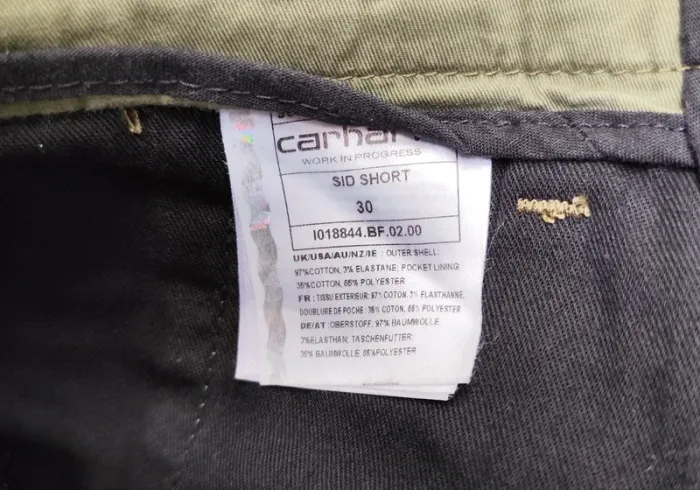 carhar
WORK IN PROGRESS
SID SHORT
30
I018844.BF.02.00
UK/USA/AU/NZ/IE / OUTER SHELL:
97%COTTON, 3% ELASTANE: POCKET LINING
35%COTTON, 65% POLYESTER
FR : TISSU EXTERIEUR: 97% COTON, 3% ELASTHANNE,
DOUBLURE DE POCHE: 35% COTON, 65% POLYESTER
DE/AT: OBERSTOFF: 97% BAUMWOLLE,
3%ELASTHAN; TASCHENFUTTER:
35% BAUMWOLLE, 65%POLYESTER